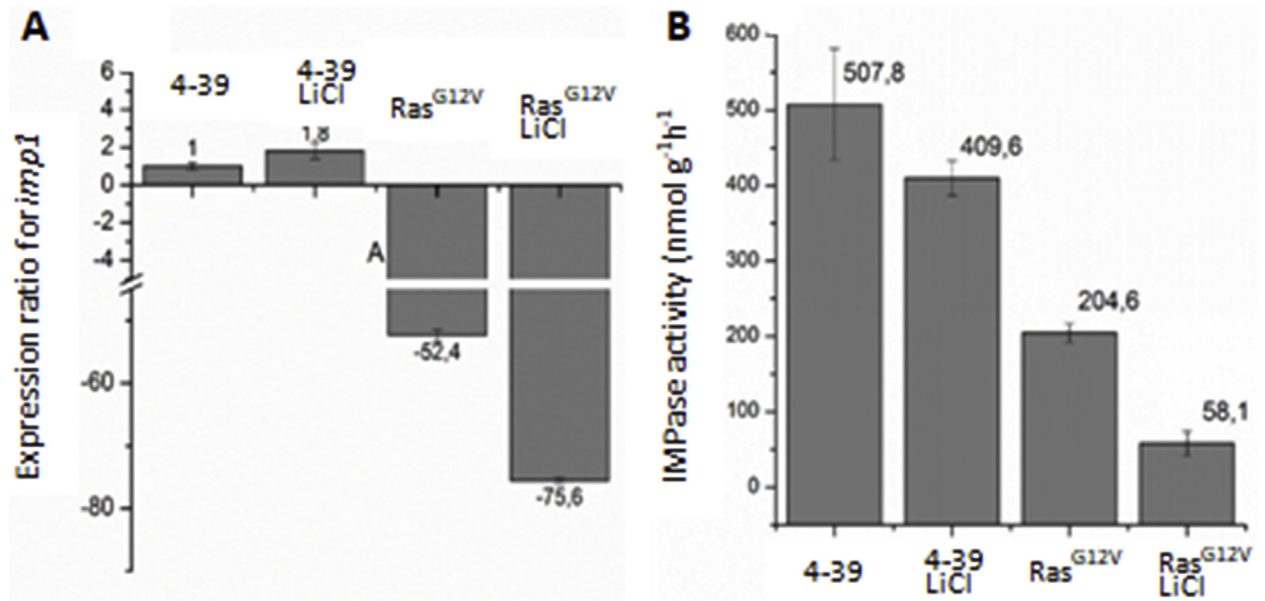 A
4-39
4-39
LiCl
Ras^G12V
Ras^G12V
LiCl
Expression ratio for imp1
6
4
2
0
-2
-4
-60
-80
1
1,8
A
-52,4
-75,6
B
IMPase activity (nmol g^-1h^-1
600
500
400
300
200
100
0
507,8
409,6
204,6
58,1
4-39
4-39
LiCl
Ras^G12V
Ras^G12V
LiCl